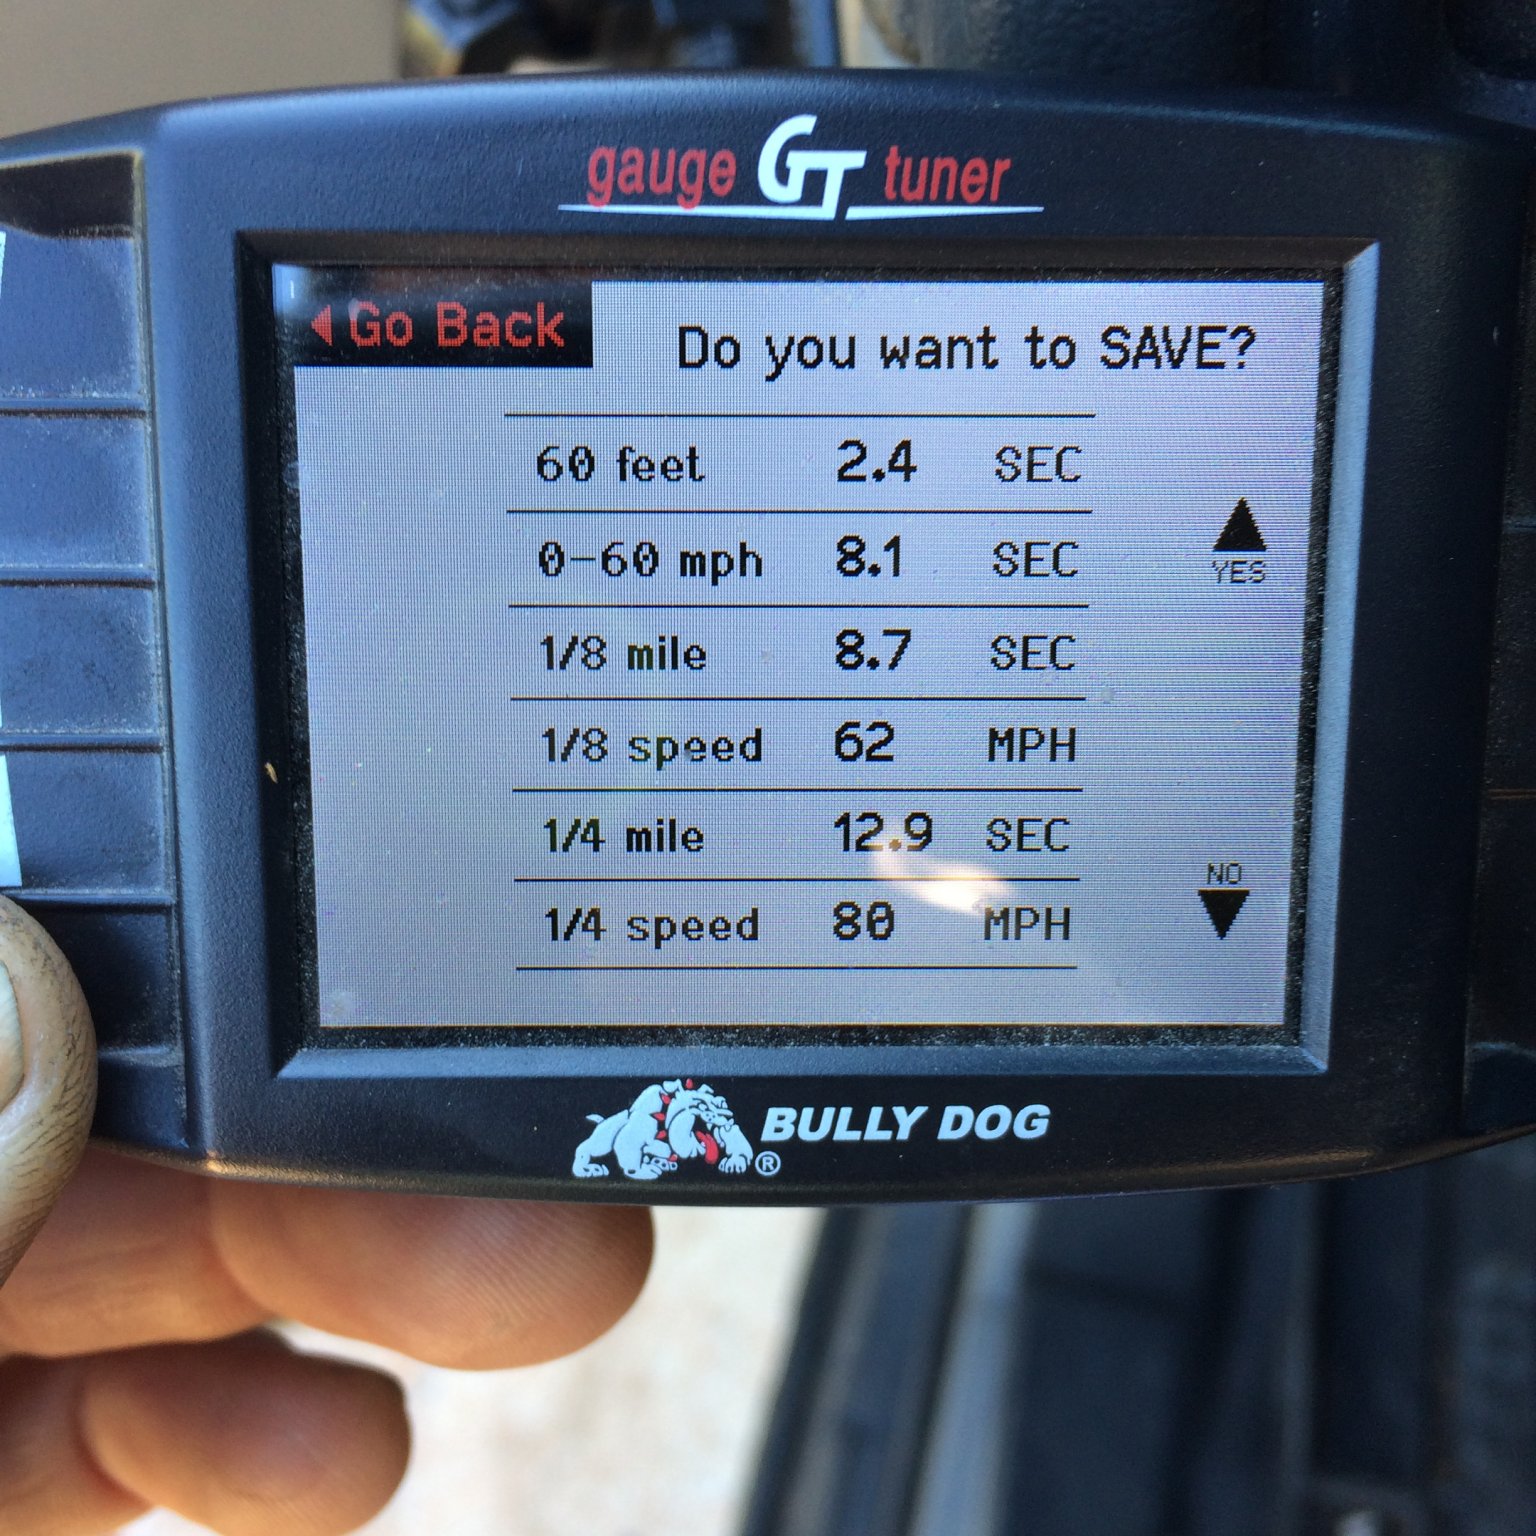 gauge GT tuner
Go Back
Do you want to SAVE?
60 feet 2.4 SEC
0-60 mph 8.1 SEC
YES
1/8 mile 8.7 SEC
1/8 speed 62 MPH
1/4 mile 12.9 SEC
NO
1/4 speed 80 MPH
BULLY DOG
®